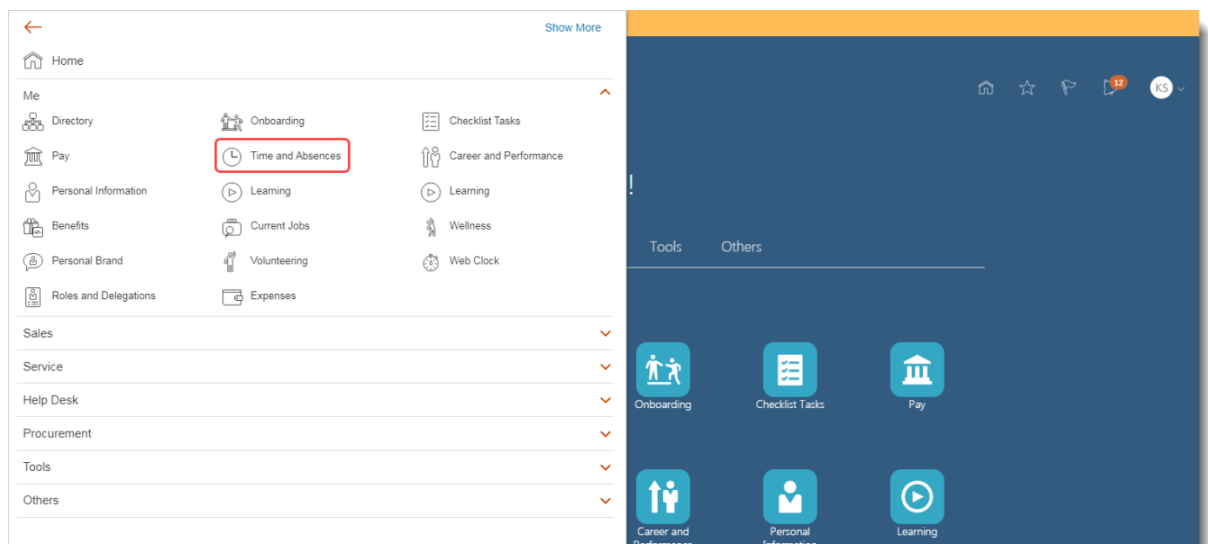 Show More
Home
Me
Directory
Onboarding
Checklist Tasks
Pay
Time and Absences
Career and Performance
Personal Information
Learning
Learning
Benefits
Current Jobs
Wellness
Personal Brand
Volunteering
Web Clock
Roles and Delegations
Expenses
Sales
Service
Help Desk
Procurement
Tools
Others
12
KS
!
Tools
Others
Onboarding
Checklist Tasks
Pay
Career and
Performance
Personal
Information
Learning